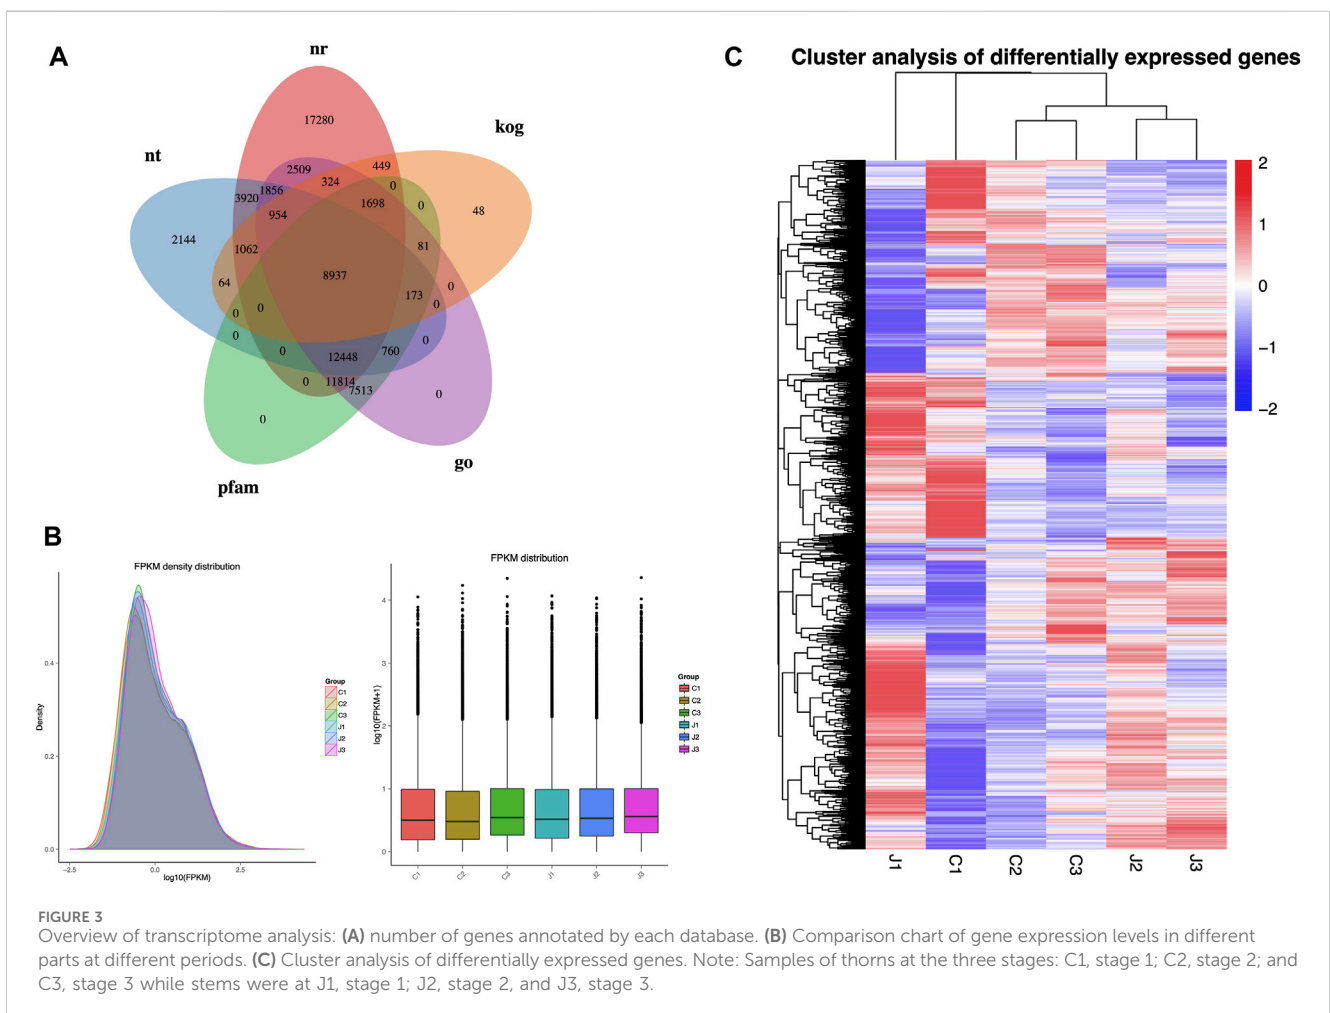 A
nr
kog
nt
17280
449
2509
324
0
1856
3920
1698
0
48
954
2144
1062
81
8937
64
0
173
0
0
0
0
0
0
12448
760
0
0
11814
7513
0
0
go
pfam
B
FPKM density distribution
Density
0.4
0.2
0.0
−2.5
0.0
2.5
log10(FPKM)
Group
C1
C2
C3
J1
J2
J3
FPKM distribution
log10(FPKM+1)
4
3
2
1
0
C1
C2
C3
J1
J2
J3
Group
C1
C2
C3
J1
J2
J3
C
Cluster analysis of differentially expressed genes
2
1
0
−1
−2
J1
C1
C2
C3
J2
J3
FIGURE 3
Overview of transcriptome analysis: (A) number of genes annotated by each database. (B) Comparison chart of gene expression levels in different
parts at different periods. (C) Cluster analysis of differentially expressed genes. Note: Samples of thorns at the three stages: C1, stage 1; C2, stage 2; and
C3, stage 3 while stems were at J1, stage 1; J2, stage 2, and J3, stage 3.